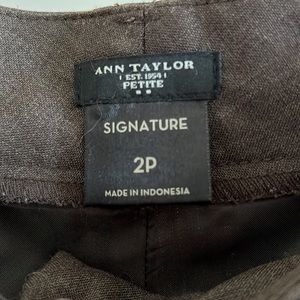 ANN TAYLOR
EST. 1954
PETITE
SIGNATURE
2P
MADE IN INDONESIA